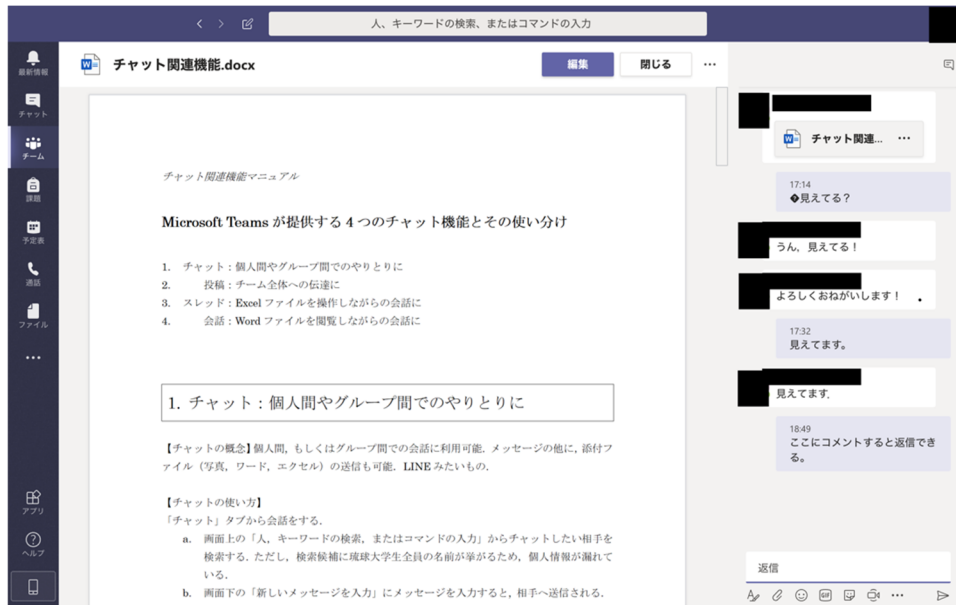 人、キーワードの検索、またはコマンドの入力
最新情報
チャット
チーム
課題
予定表
通話
ファイル
アプリ
ヘルプ
チャット関連機能.docx
編集
閉じる
チャット関連機能マニュアル
Microsoft Teams が提供する 4 つのチャット機能とその使い分け
1. チャット：個人間やグループ間でのやりとりに
2. 投稿：チーム全体への伝達に
3. スレッド：Excel ファイルを操作しながらの会話に
4. 会話：Word ファイルを閲覧しながらの会話に
1. チャット：個人間やグループ間でのやりとりに
【チャットの概念】個人間，もしくはグループ間での会話に利用可能．メッセージの他に，添付フ
ァイル（写真，ワード，エクセル）の送信も可能．LINE みたいもの．
【チャットの使い方】
「チャット」タブから会話をする．
a. 画面上の「人，キーワードの検索，またはコマンドの入力」からチャットしたい相手を
検索する．ただし，検索候補に琉球大学生全員の名前が挙がるため，個人情報が漏れて
いる．
b. 画面下の「新しいメッセージを入力」にメッセージを入力すると，相手へ送信される．
チャット関連...
17:14
�見えてる？
うん，見えてる！
よろしくおねがいします！
17:32
見えてます。
見えてます．
18:49
ここにコメントすると返信でき
る。
返信
GIF